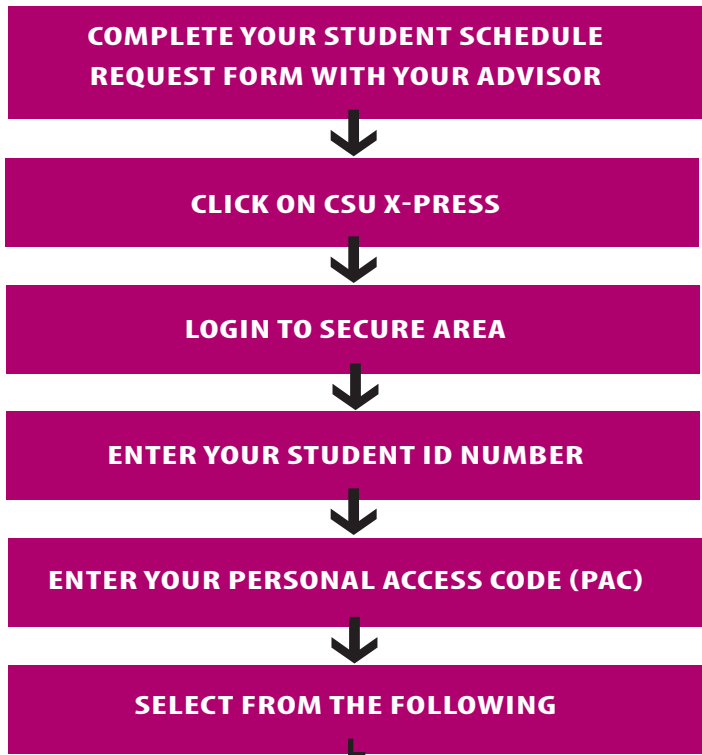 COMPLETE YOUR STUDENT SCHEDULE
REQUEST FORM WITH YOUR ADVISOR
CLICK ON CSU X-PRESS
LOGIN TO SECURE AREA
ENTER YOUR STUDENT ID NUMBER
ENTER YOUR PERSONAL ACCESS CODE (PAC)
SELECT FROM THE FOLLOWING